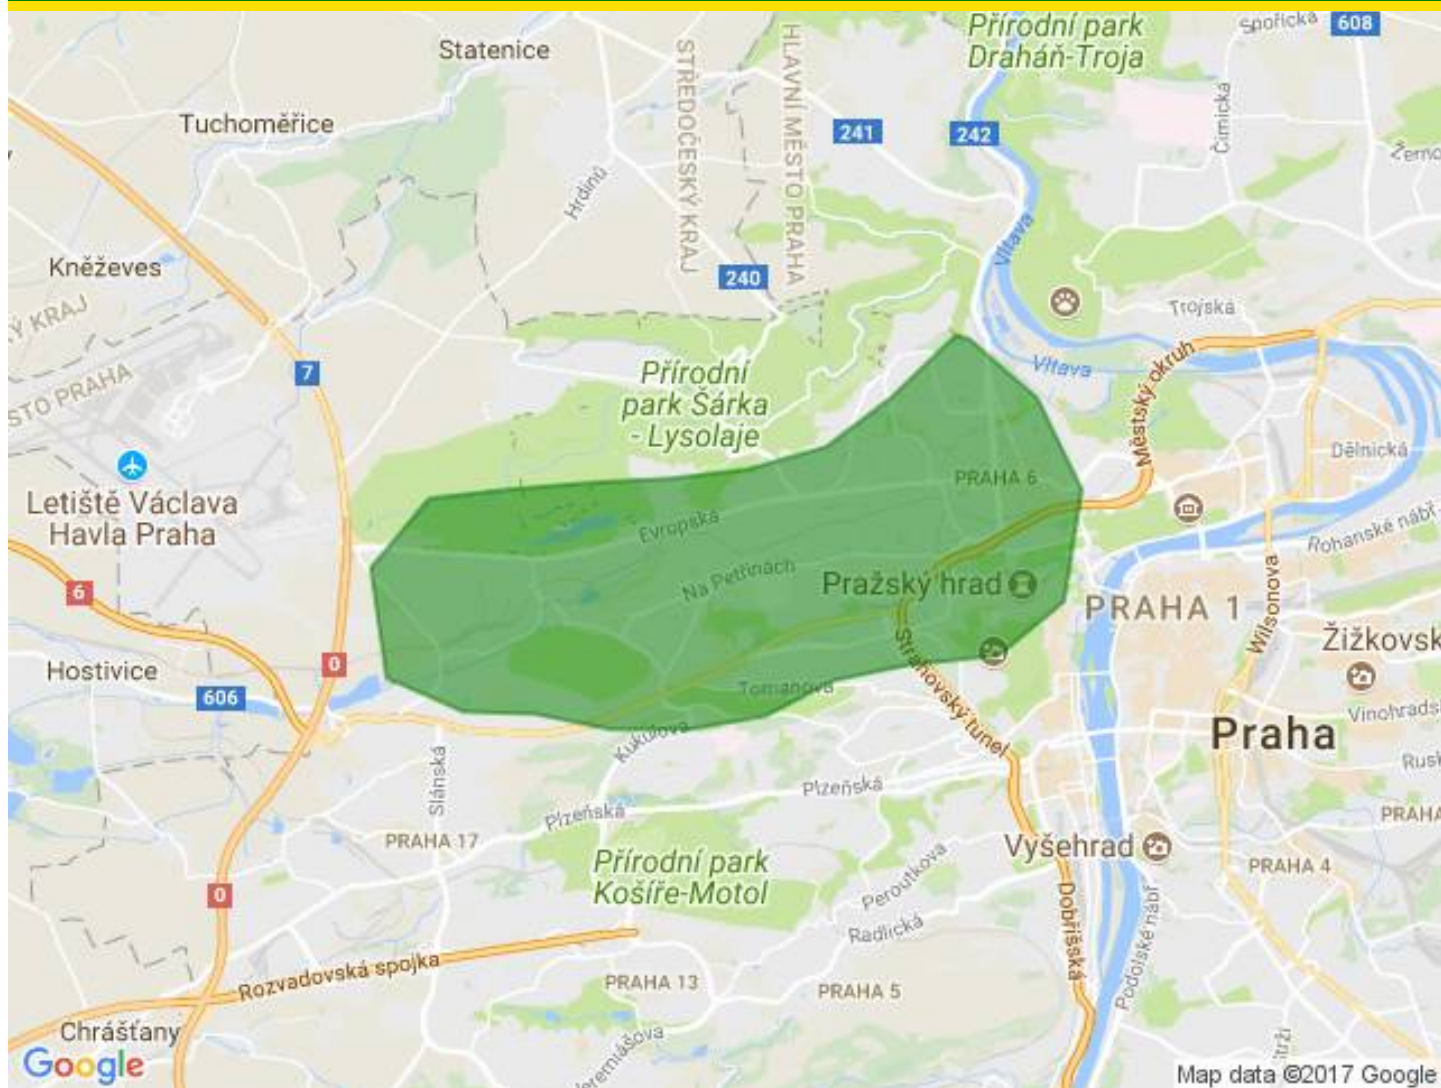 Přírodní park
Draháň-Troja
Spořická
608
Statenice
STŘEDOČESKÝ KRAJ
HLAVNÍ MĚSTO PRAHA
Tuchoměřice
241
242
Čimická
Hrdinů
Vltava
Kněževes
240
Trojská
Ý KRAJ
STO PRAHA
7
Vltava
Městský okruh
Přírodní
park Šárka
- Lysolaje
Dělnická
Letiště Václava
Havla Praha
PRAHA 6
Evropská
Rohanské nábř.
6
Na Petřinách
Pražský hrad
PRAHA 1
Wilsonova
Žižkovsk
Hostivice
0
606
Strahovský tunel
Tomanova
Vinohrads
Kukulova
Praha
Slánská
Plzeňská
Rusk
Plzeňská
PRAHA
PRAHA 17
Vyšehrad
PRAHA 4
Přírodní park
Košíře-Motol
Peroutkova
0
Radlická
Dobříšská
Podolské nábř
Rozvadovská spojka
PRAHA 13
PRAHA 5
Chrášťany
eremiášova
Google
Map data ©2017 Google